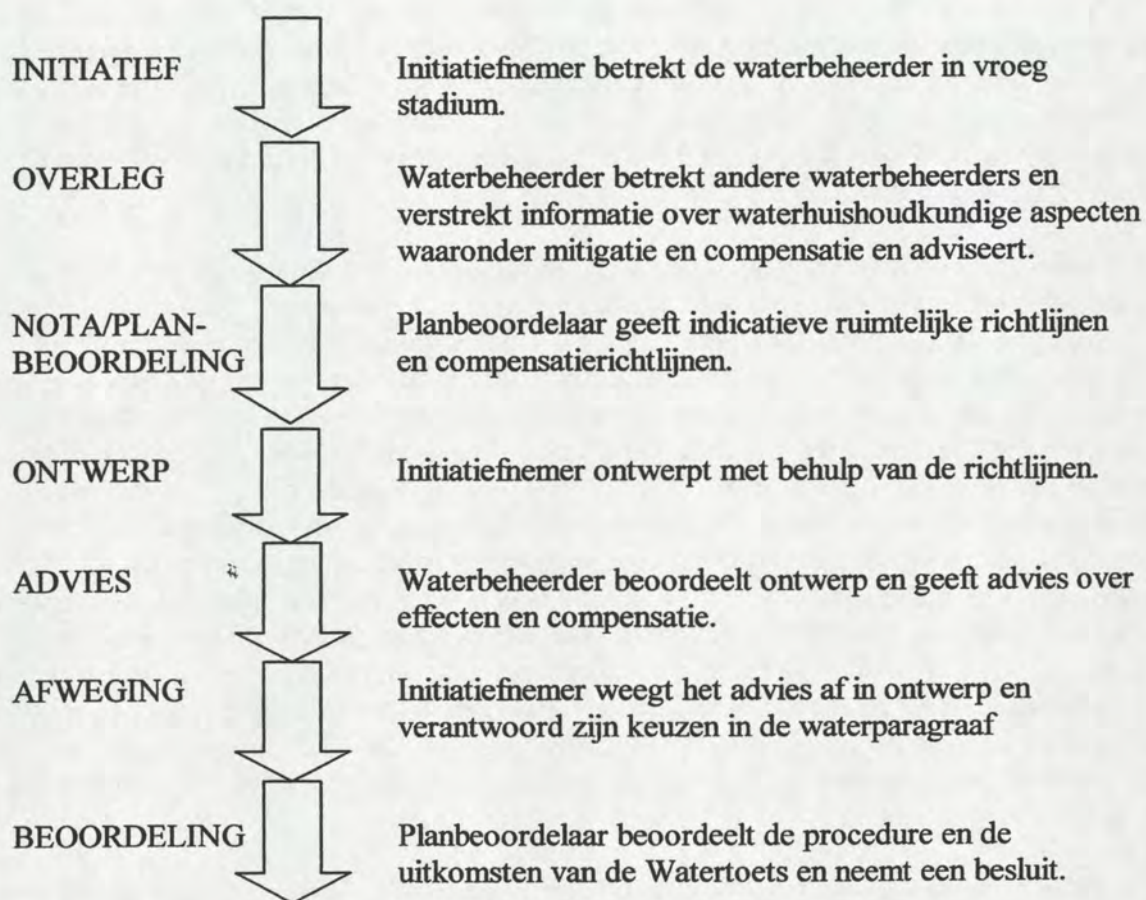 INITIATIEF
Initiatiefnemer betrekt de waterbeheerder in vroeg
stadium.
OVERLEG
Waterbeheerder betrekt andere waterbeheerders en
verstrekt informatie over waterhuishoudkundige aspecten
waaronder mitigatie en compensatie en adviseert.
NOTA/PLAN-
BEOORDELING
Planbeoordelaar geeft indicatieve ruimtelijke richtlijnen
en compensatierichtlijnen.
ONTWERP
Initiatiefnemer ontwerpt met behulp van de richtlijnen.
ADVIES
Waterbeheerder beoordeelt ontwerp en geeft advies over
effecten en compensatie.
AFWEGING
Initiatiefnemer weegt het advies af in ontwerp en
verantwoord zijn keuzen in de waterparagraaf
BEOORDELING
Planbeoordelaar beoordeelt de procedure en de
uitkomsten van de Watertoets en neemt een besluit.